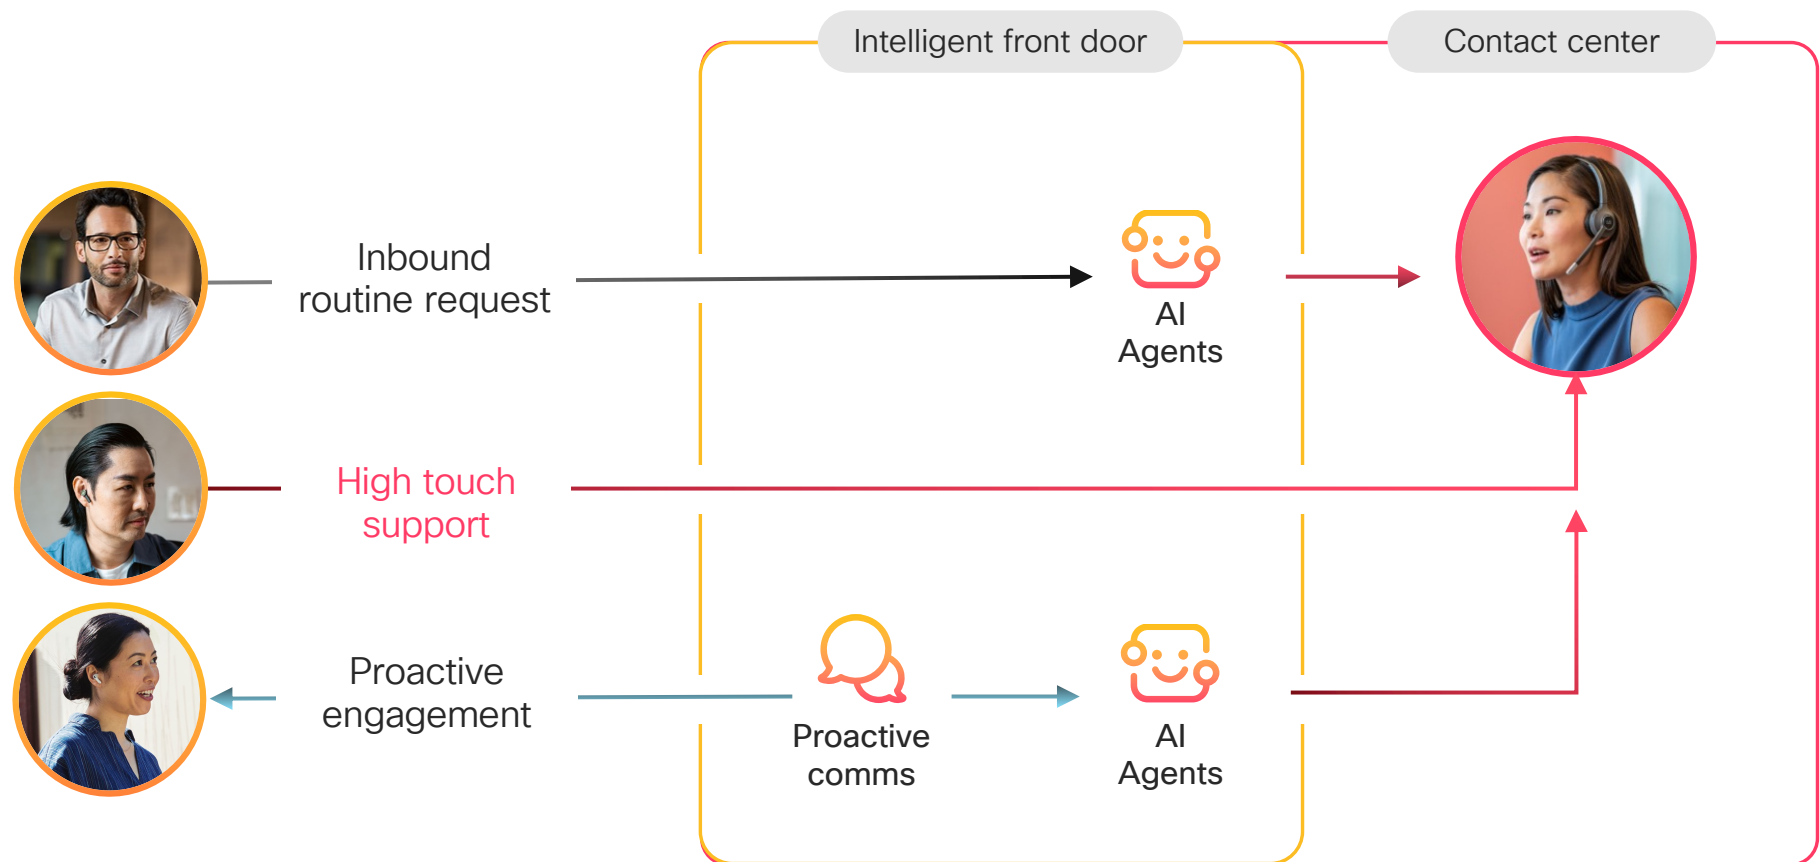 Intelligent front door
Contact center
Inbound
routine request
AI
Agents
High touch
support
Proactive
engagement
Proactive
comms
AI
Agents